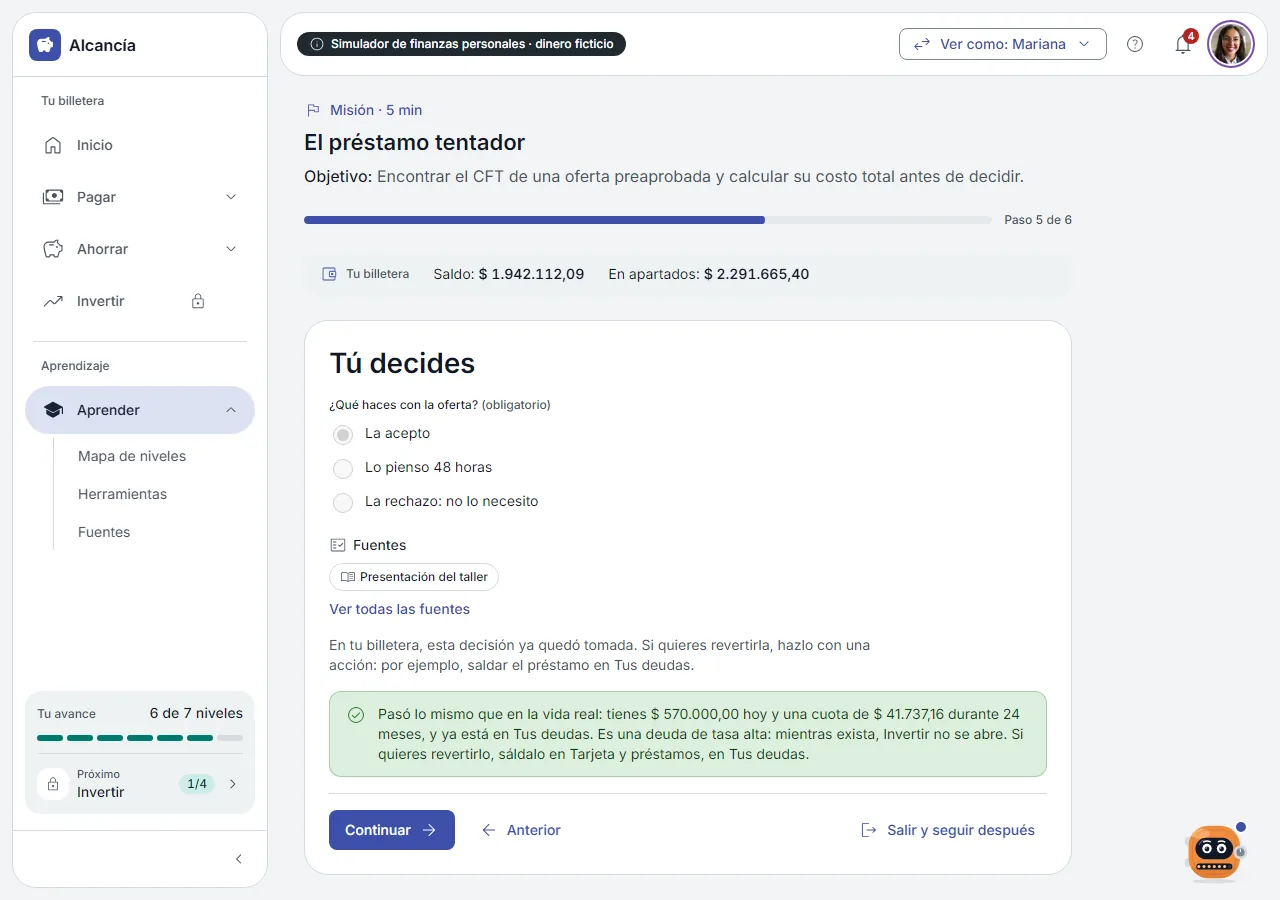 Alcancía
Simulador de finanzas personales · dinero ficticio
Ver como: Mariana
4
Tu billetera
Inicio
Pagar
Ahorrar
Invertir
Aprendizaje
Aprender
Mapa de niveles
Herramientas
Fuentes
Tu avance
6 de 7 niveles
Próximo
Invertir
1/4
Misión · 5 min
El préstamo tentador
Objetivo: Encontrar el CFT de una oferta preaprobada y calcular su costo total antes de decidir.
Paso 5 de 6
Tu billetera
Saldo: $ 1.942.112,09
En apartados: $ 2.291.665,40
Tú decides
¿Qué haces con la oferta? (obligatorio)
La acepto
Lo pienso 48 horas
La rechazo: no lo necesito
Fuentes
Presentación del taller
Ver todas las fuentes
En tu billetera, esta decisión ya quedó tomada. Si quieres revertirla, hazlo con una
acción: por ejemplo, saldar el préstamo en Tus deudas.
Pasó lo mismo que en la vida real: tienes $ 570.000,00 hoy y una cuota de $ 41.737,16 durante 24
meses, y ya está en Tus deudas. Es una deuda de tasa alta: mientras exista, Invertir no se abre. Si
quieres revertirlo, sáldalo en Tarjeta y préstamos, en Tus deudas.
Continuar
Anterior
Salir y seguir después